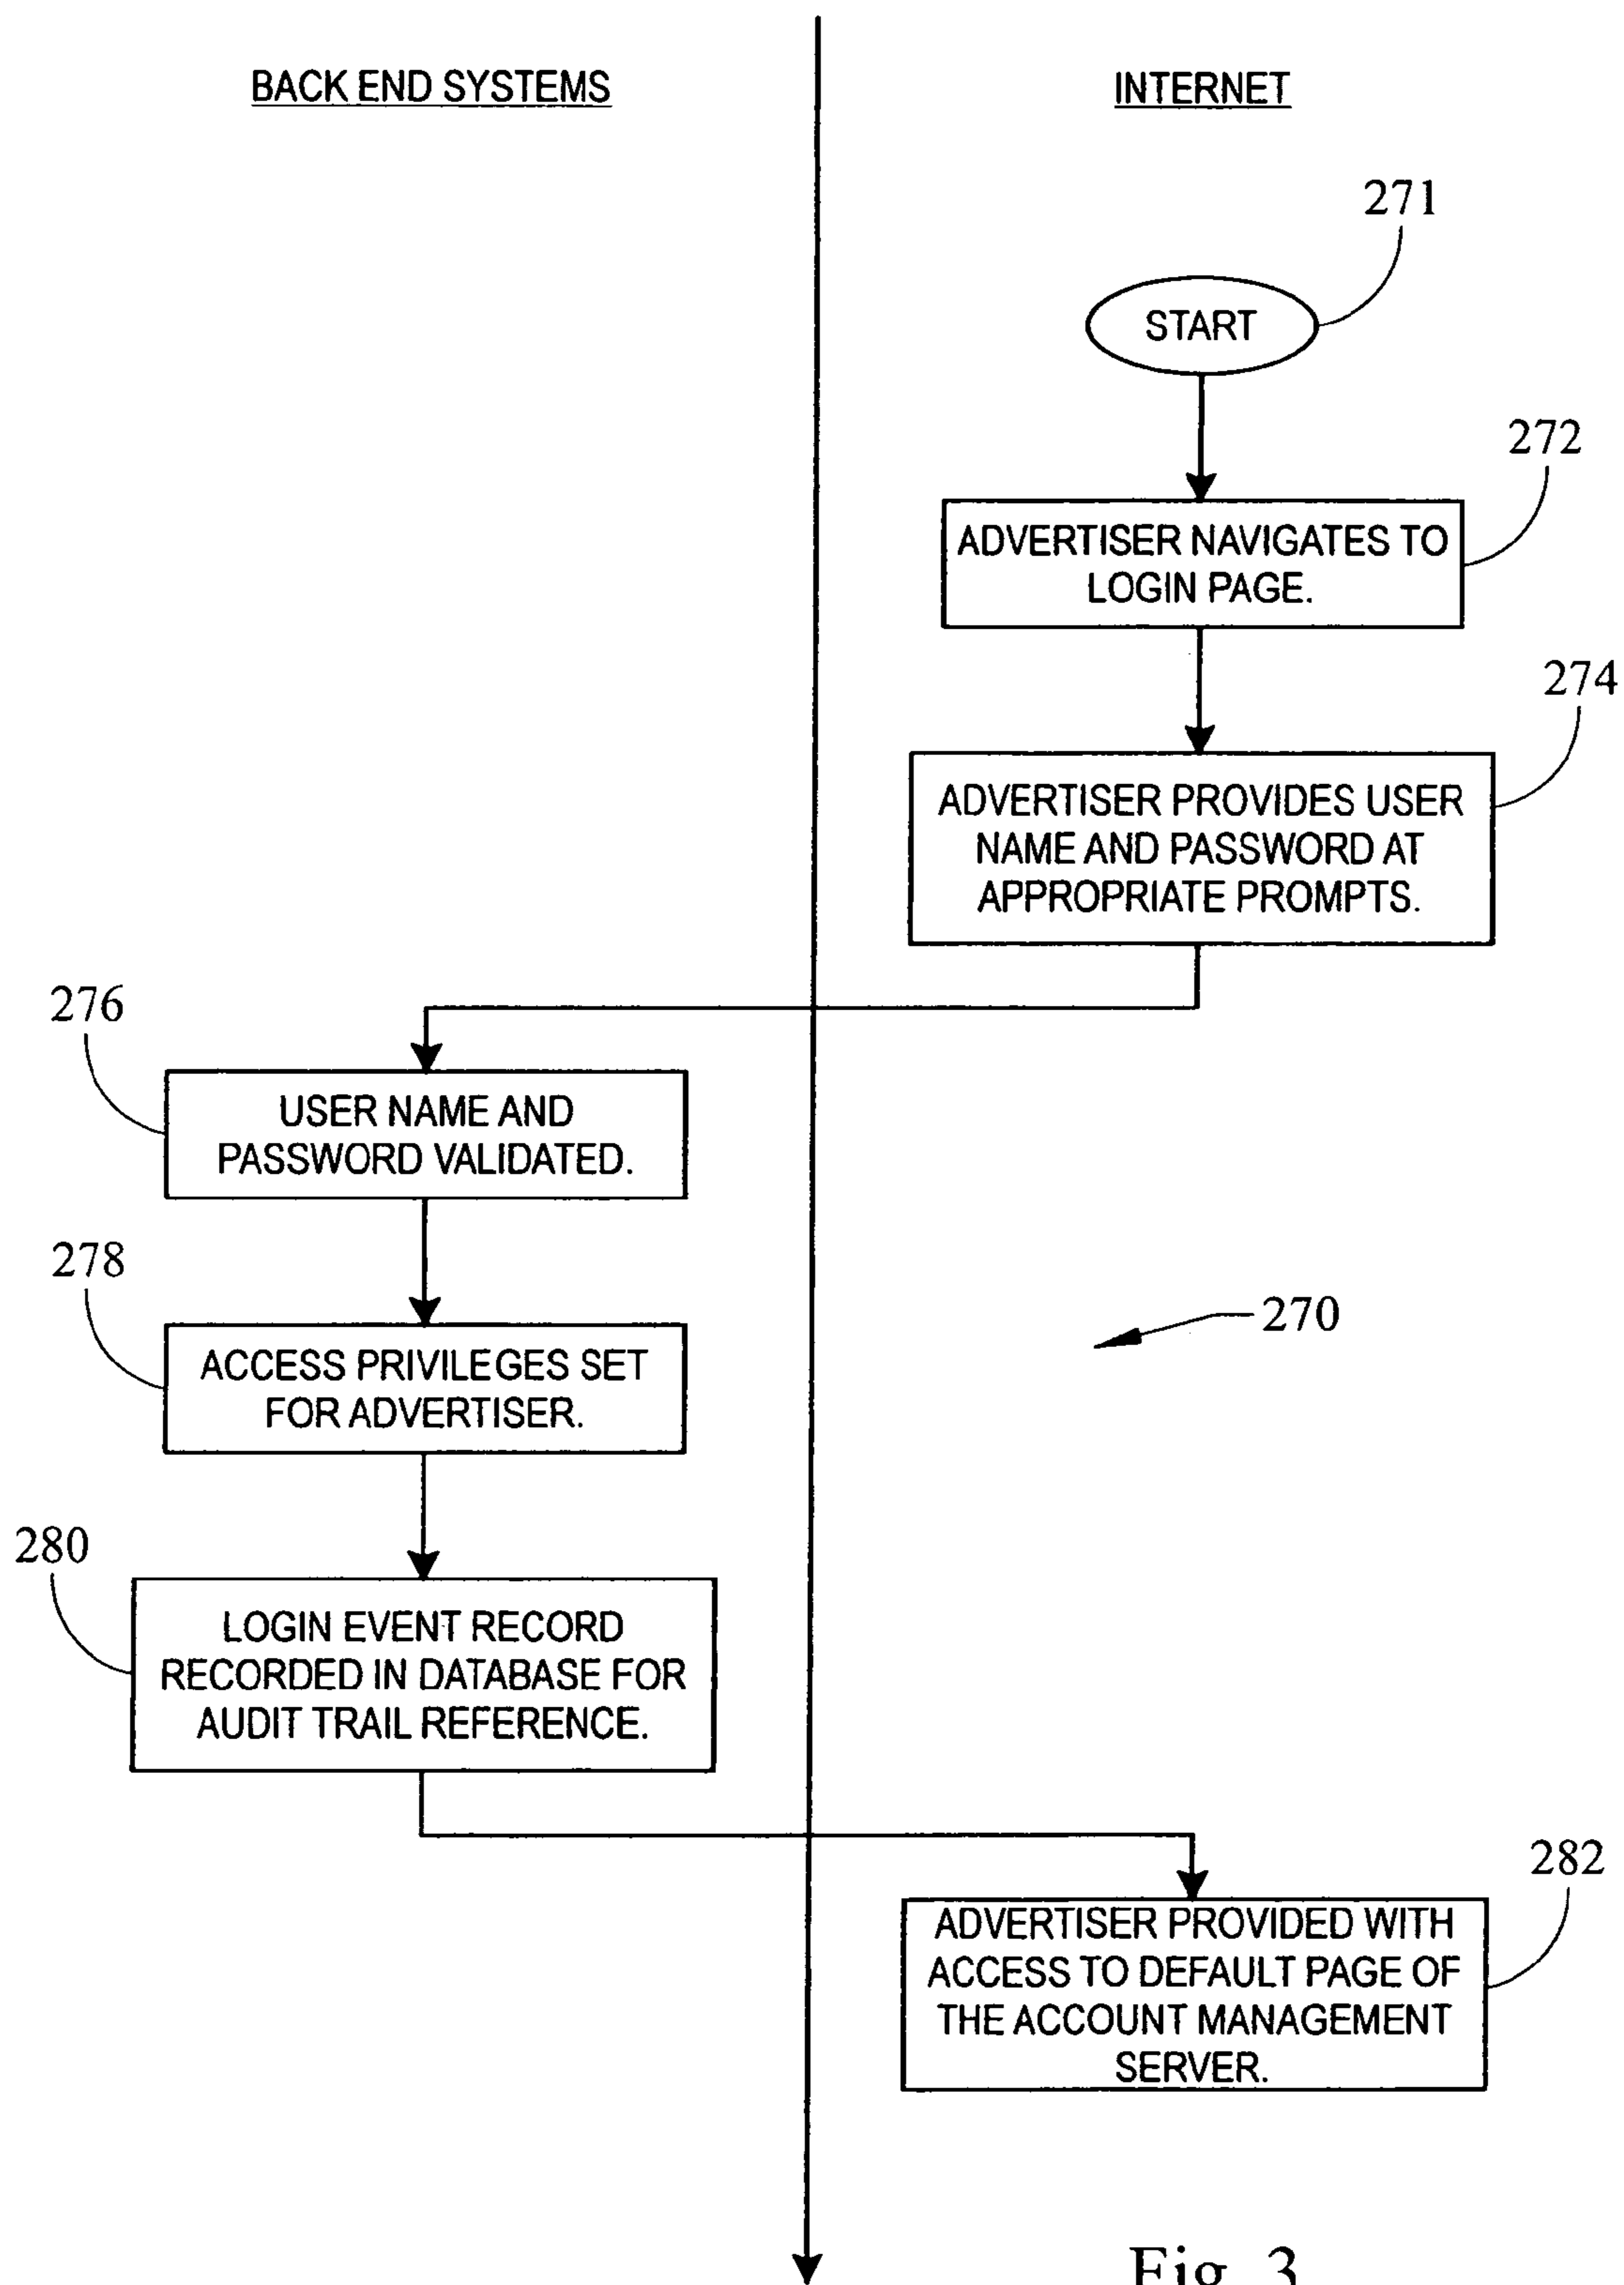 BACK END SYSTEMS
INTERNET
271
START
272
ADVERTISER NAVIGATES TO
LOGIN PAGE.
274
ADVERTISER PROVIDES USER
NAME AND PASSWORD AT
APPROPRIATE PROMPTS.
276
USER NAME AND
PASSWORD VALIDATED.
278
ACCESS PRIVILEGES SET
FOR ADVERTISER.
270
280
LOGIN EVENT RECORD
RECORDED IN DATABASE FOR
AUDIT TRAIL REFERENCE.
282
ADVERTISER PROVIDED WITH
ACCESS TO DEFAULT PAGE OF
THE ACCOUNT MANAGEMENT
SERVER.
Fig. 3